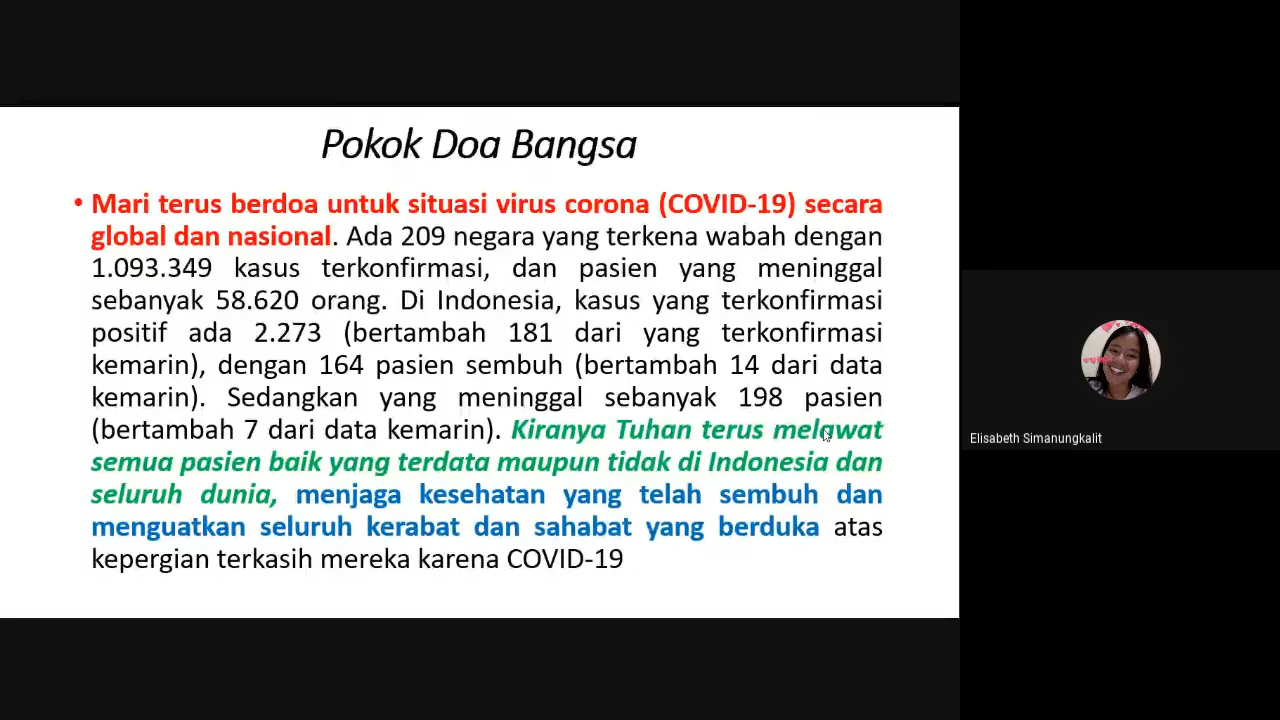 Pokok Doa Bangsa
• Mari terus berdoa untuk situasi virus corona (COVID-19) secara
global dan nasional. Ada 209 negara yang terkena wabah dengan
1.093.349 kasus terkonfirmasi, dan pasien yang meninggal
sebanyak 58.620 orang. Di Indonesia, kasus yang terkonfirmasi
positif ada 2.273 (bertambah 181 dari yang terkonfirmasi
kemarin), dengan 164 pasien sembuh (bertambah 14 dari data
kemarin). Sedangkan yang meninggal sebanyak 198 pasien
(bertambah 7 dari data kemarin). Kiranya Tuhan terus melawat
semua pasien baik yang terdata maupun tidak di Indonesia dan
seluruh dunia, menjaga kesehatan yang telah sembuh dan
menguatkan seluruh kerabat dan sahabat yang berduka atas
kepergian terkasih mereka karena COVID-19
Elisabeth Simanungkalit